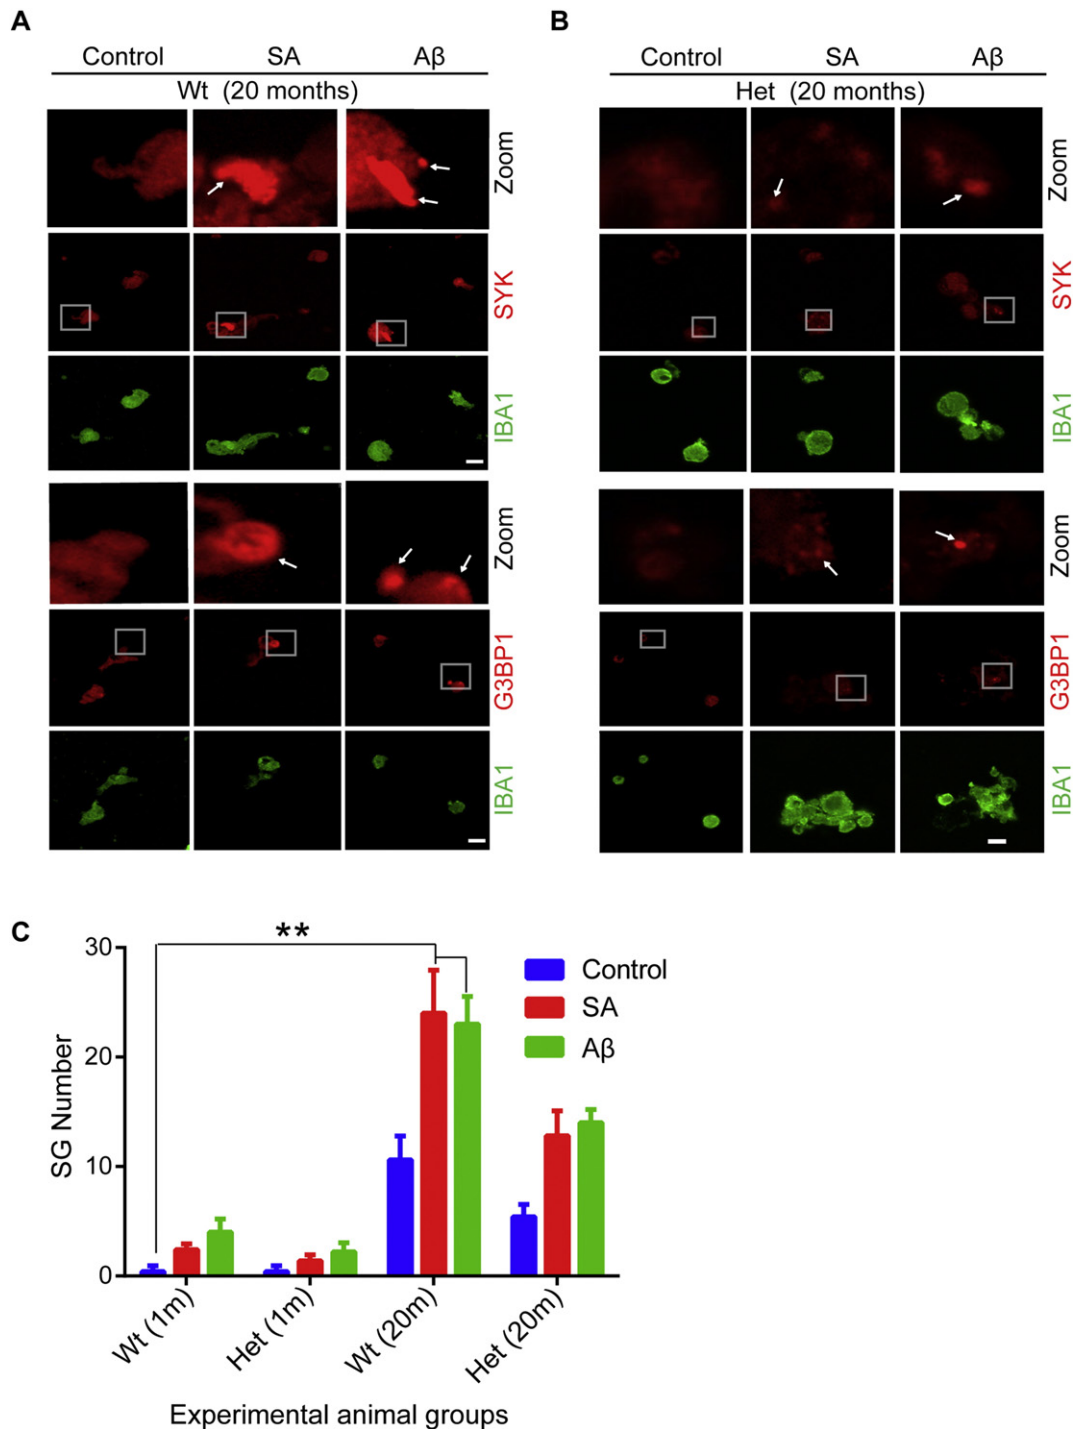 A
Control SA Aβ
Wt (20 months)
Zoom
SYK
IBA1
Zoom
G3BP1
IBA1
B
Control SA Aβ
Het (20 months)
Zoom
SYK
IBA1
Zoom
G3BP1
IBA1
C
**
30
20
10
0
SG Number
Control
SA
Aβ
Wt (1m)
Het (1m)
Wt (20m)
Het (20m)
Experimental animal groups